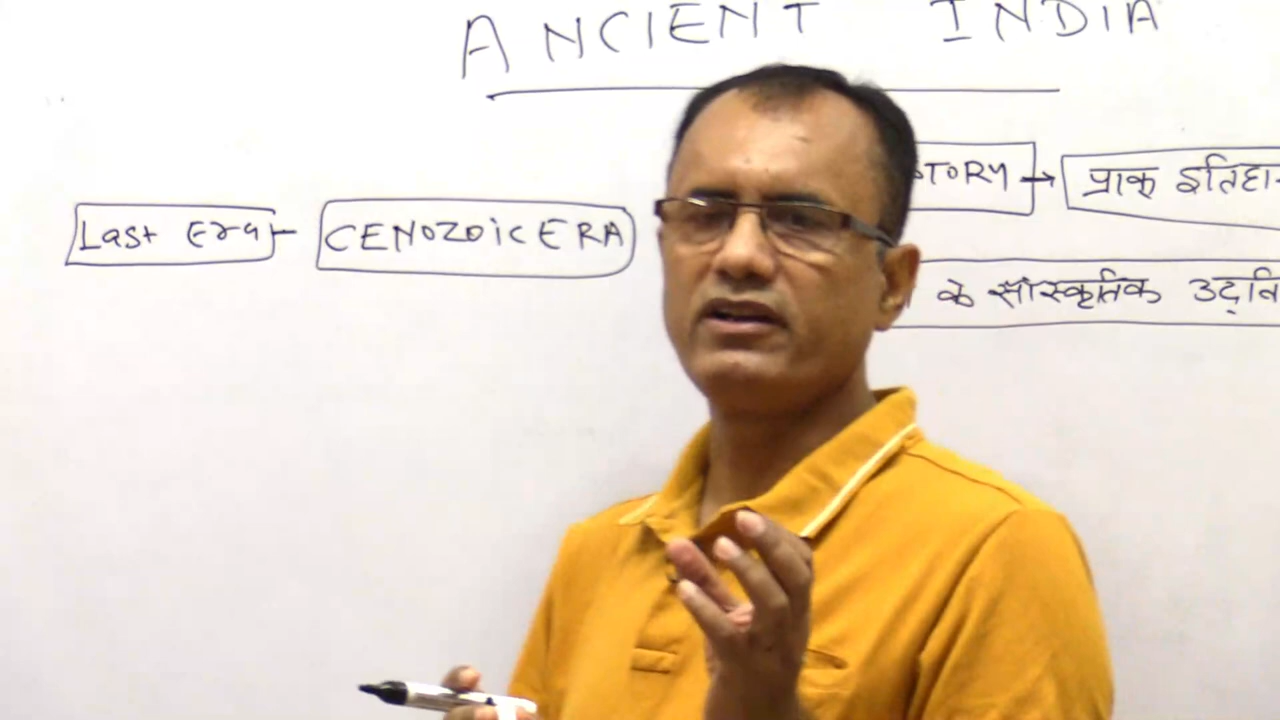 ANCIENT INDIA
TORY → प्राक् इतिहा
Last Era - CENOZOIC ERA
के सांस्कृतिक उद्वि